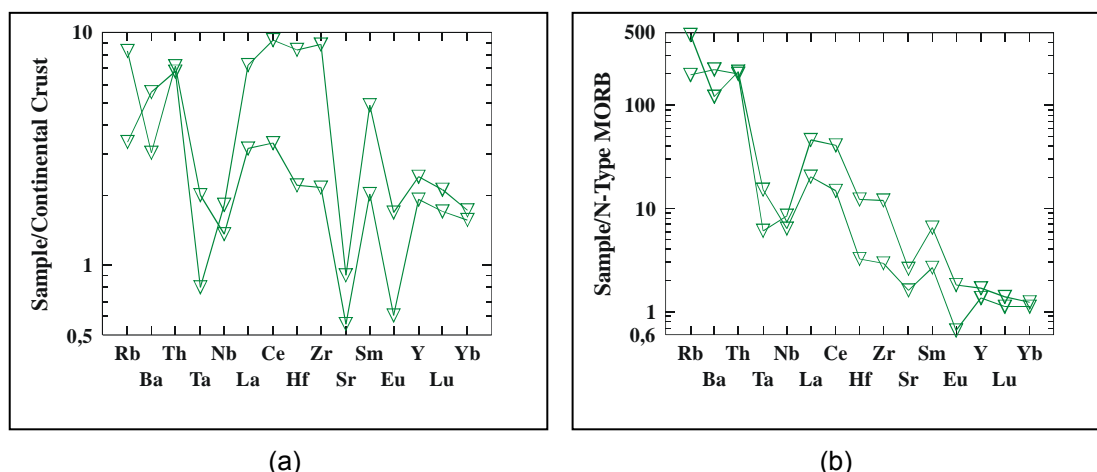 Sample/Continental Crust
10
1
0,5
Rb Th Nb Ce Zr Sm Y Yb
Ba Ta La Hf Sr Eu Lu
(a)
Sample/N-Type MORB
500
100
10
1
0,6
Rb Th Nb Ce Zr Sm Y Yb
Ba Ta La Hf Sr Eu Lu
(b)